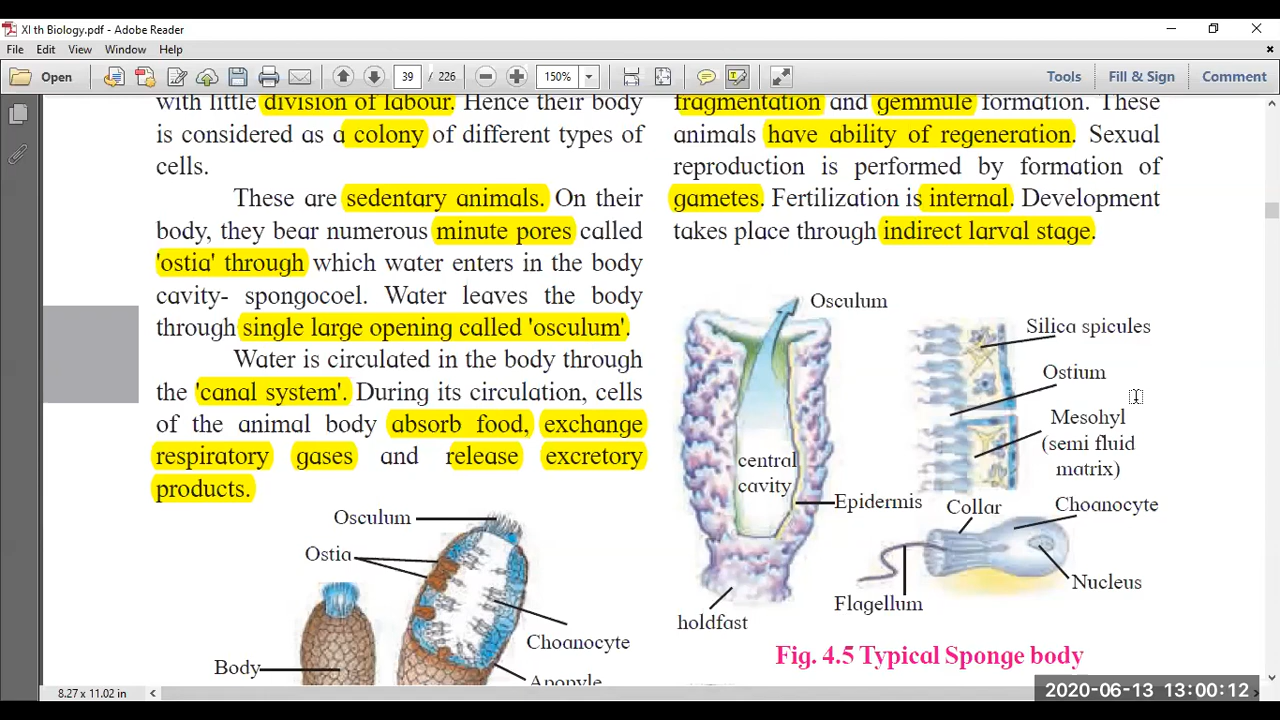 XI th Biology.pdf - Adobe Reader
File Edit View Window Help
Open 39 / 226 150% Tools Fill & Sign Comment
with little division of labour. Hence their body
is considered as a colony of different types of
cells.
These are sedentary animals. On their
body, they bear numerous minute pores called
'ostia' through which water enters in the body
cavity- spongocoel. Water leaves the body
through single large opening called 'osculum'.
Water is circulated in the body through
the 'canal system'. During its circulation, cells
of the animal body absorb food, exchange
respiratory gases and release excretory
products.
Osculum
Ostia
Choanocyte
Body
Apopyle
fragmentation and gemmule formation. These
animals have ability of regeneration. Sexual
reproduction is performed by formation of
gametes. Fertilization is internal. Development
takes place through indirect larval stage.
Osculum
Silica spicules
Ostium
Mesohyl
(semi fluid
matrix)
central
cavity
Epidermis
Collar
Choanocyte
Nucleus
Flagellum
holdfast
Fig. 4.5 Typical Sponge body
8.27 x 11.02 in
2020-06-13 13:00:12